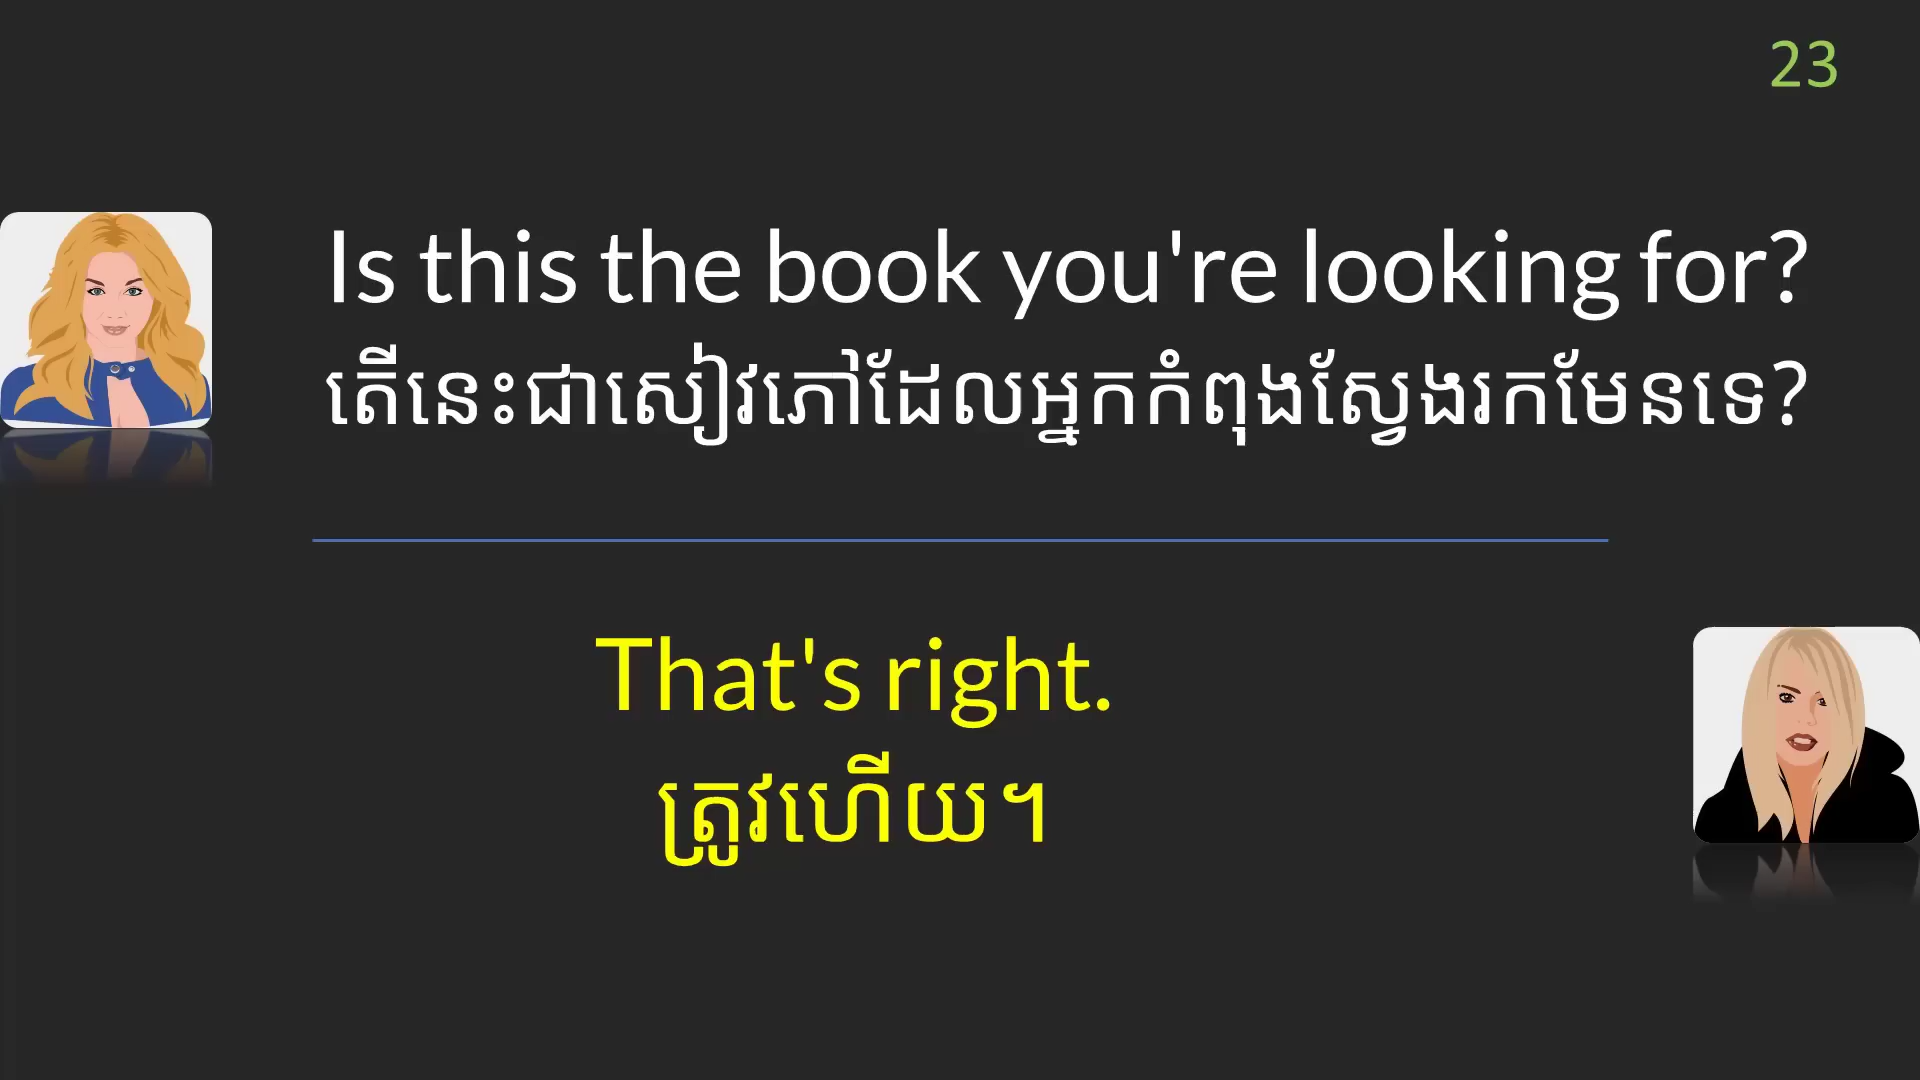 23
Is this the book you're looking for?
តើនេះជាសៀវភៅដែលអ្នកកំពុងស្វែងរកមែនទេ?
That's right.
ត្រូវហើយ។